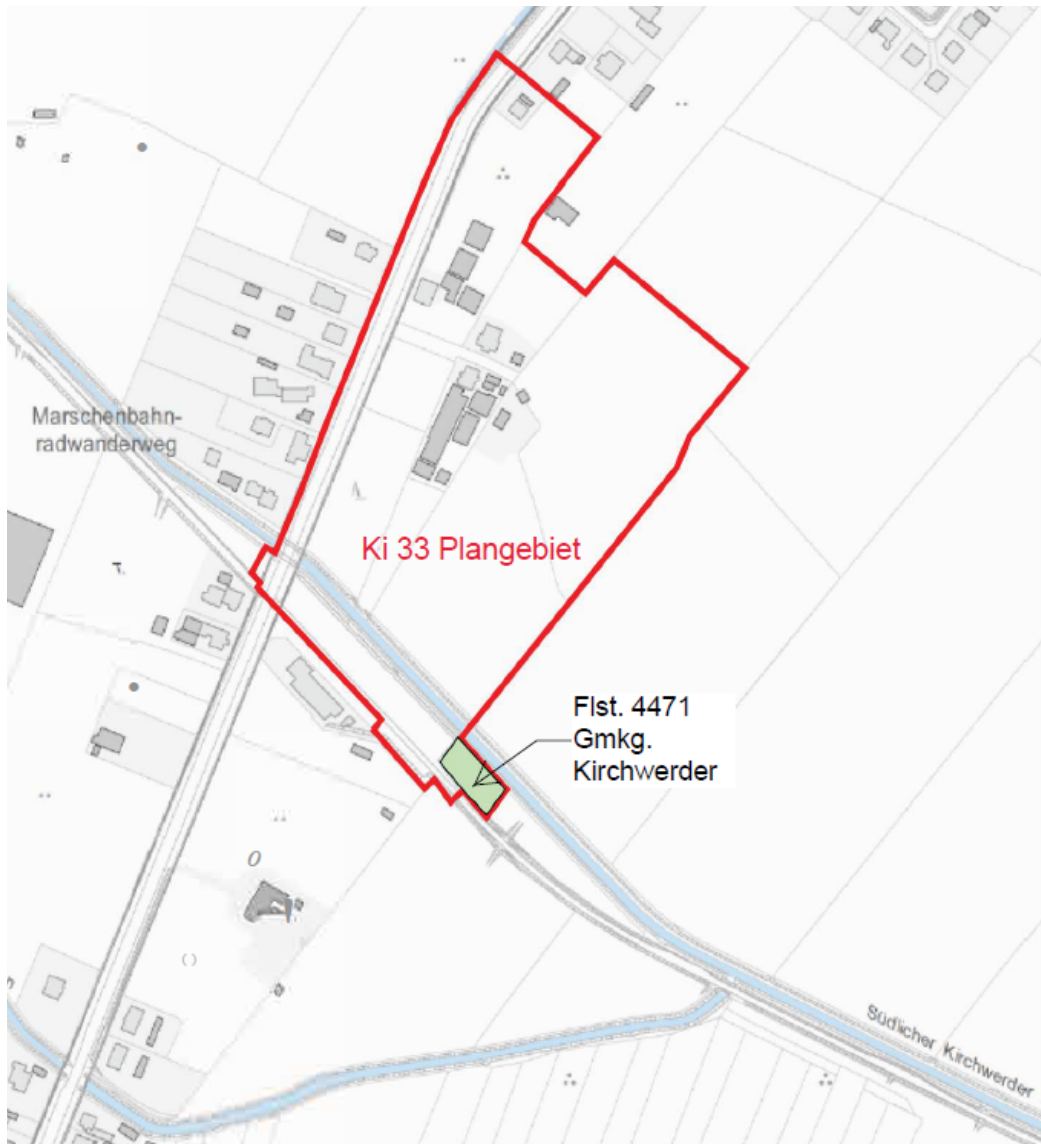 Marschenbahn-
radwanderweg
Ki 33 Plangebiet
Flst. 4471
Gmkg.
Kirchwerder
Südlicher Kirchwerder